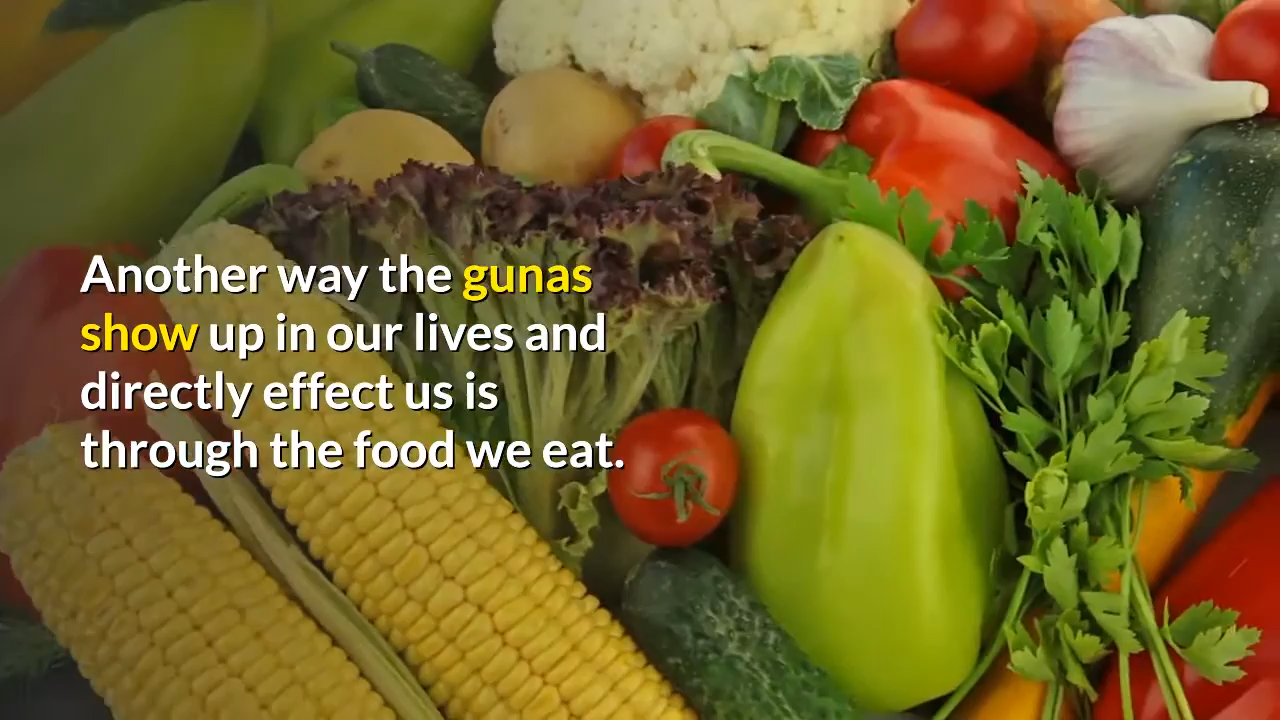 Another way the gunas
show up in our lives and
directly effect us is
through the food we eat.